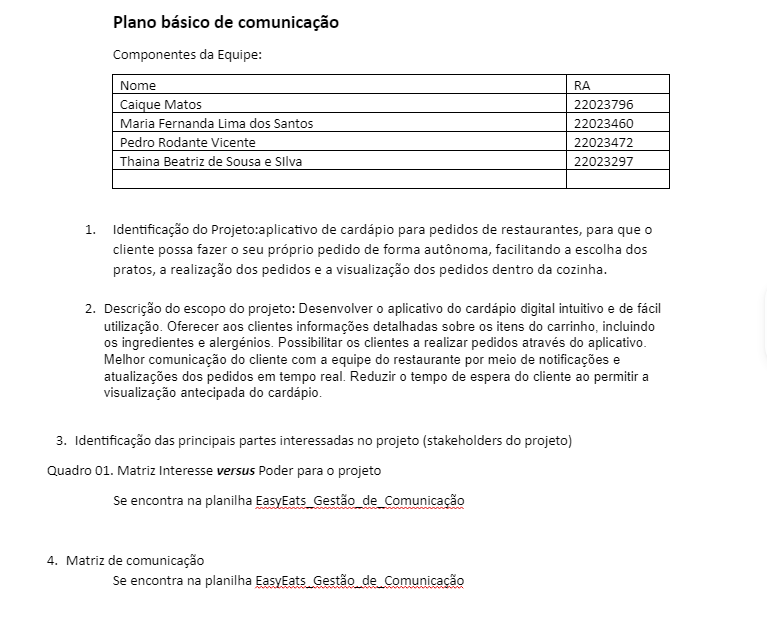 Plano básico de comunicação
Componentes da Equipe:
Nome RA
Caique Matos 22023796
Maria Fernanda Lima dos Santos 22023460
Pedro Rodante Vicente 22023472
Thaina Beatriz de Sousa e SIlva 22023297
1. Identificação do Projeto:aplicativo de cardápio para pedidos de restaurantes, para que o
cliente possa fazer o seu próprio pedido de forma autônoma, facilitando a escolha dos
pratos, a realização dos pedidos e a visualização dos pedidos dentro da cozinha.
2. Descrição do escopo do projeto: Desenvolver o aplicativo do cardápio digital intuitivo e de fácil
utilização. Oferecer aos clientes informações detalhadas sobre os itens do carrinho, incluindo
os ingredientes e alergénios. Possibilitar os clientes a realizar pedidos através do aplicativo.
Melhor comunicação do cliente com a equipe do restaurante por meio de notificações e
atualizações dos pedidos em tempo real. Reduzir o tempo de espera do cliente ao permitir a
visualização antecipada do cardápio.
3. Identificação das principais partes interessadas no projeto (stakeholders do projeto)
Quadro 01. Matriz Interesse versus Poder para o projeto
Se encontra na planilha EasyEats_Gestão_de_Comunicação
4. Matriz de comunicação
Se encontra na planilha EasyEats_Gestão_de_Comunicação